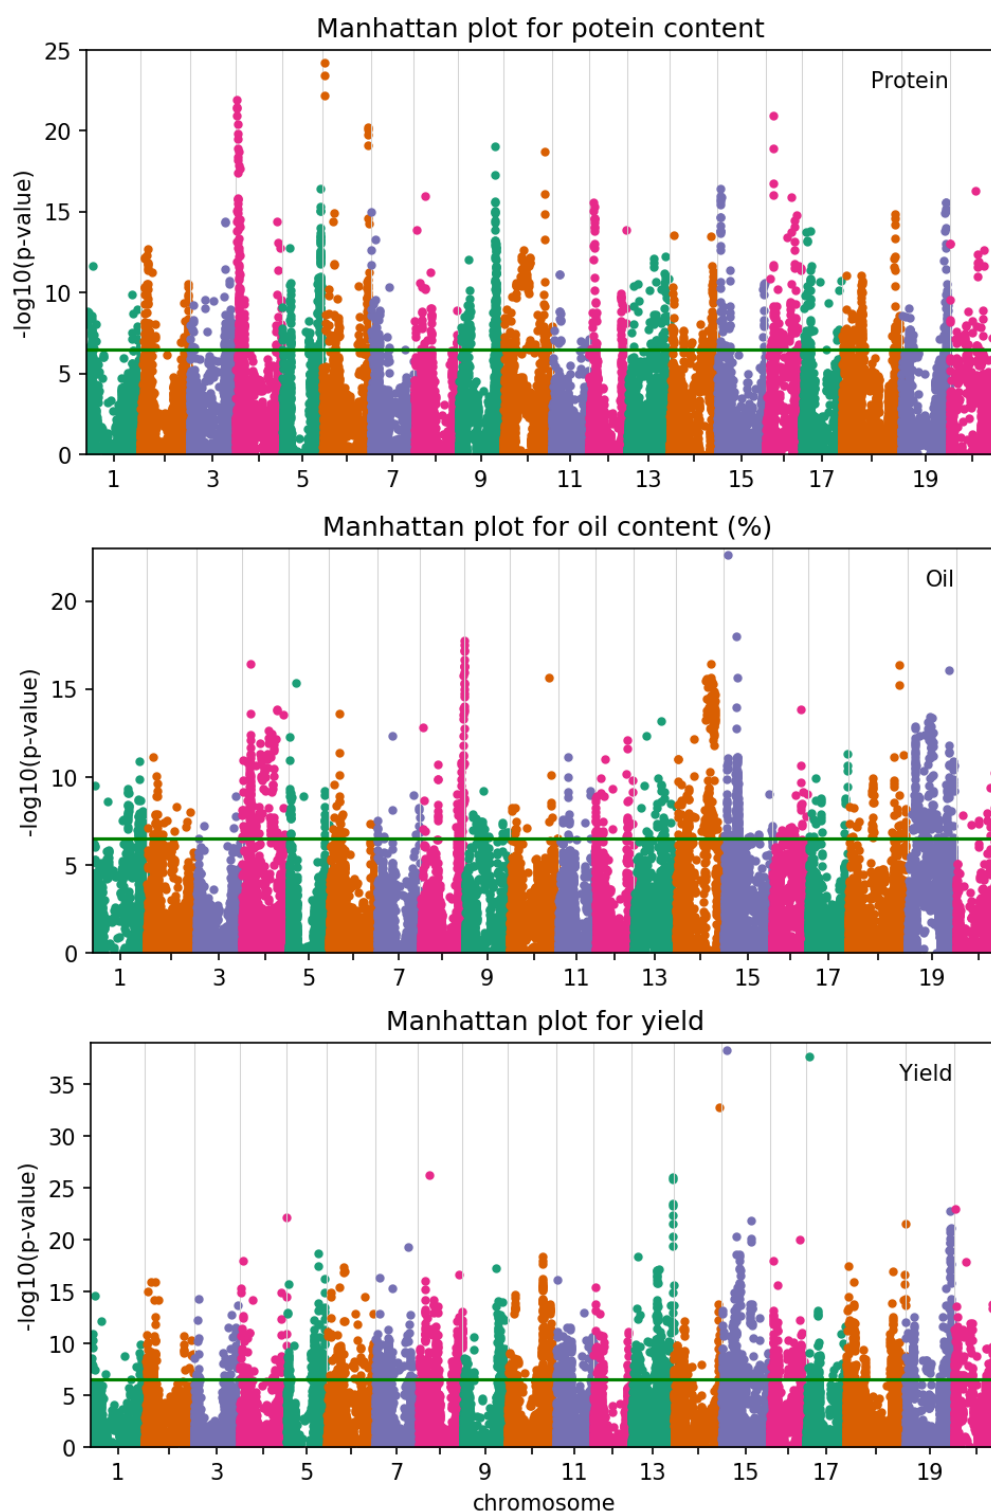 Manhattan plot for potein content
25
Protein
20
-log10(p-value)
15
10
5
0
1 3 5 7 9 11 13 15 17 19
Manhattan plot for oil content (%)
Oil
20
-log10(p-value)
15
10
5
0
1 3 5 7 9 11 13 15 17 19
Manhattan plot for yield
Yield
35
30
-log10(p-value)
25
20
15
10
5
0
1 3 5 7 9 11 13 15 17 19
chromosome